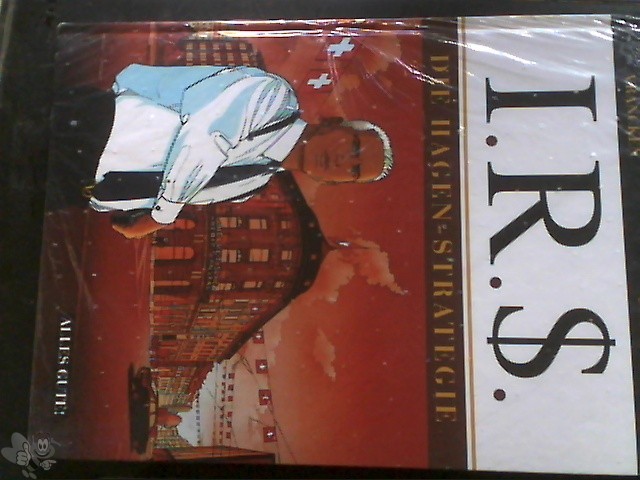 I.R.$.
DIE HAGEN-STRATEGIE
ALLES GUTE!